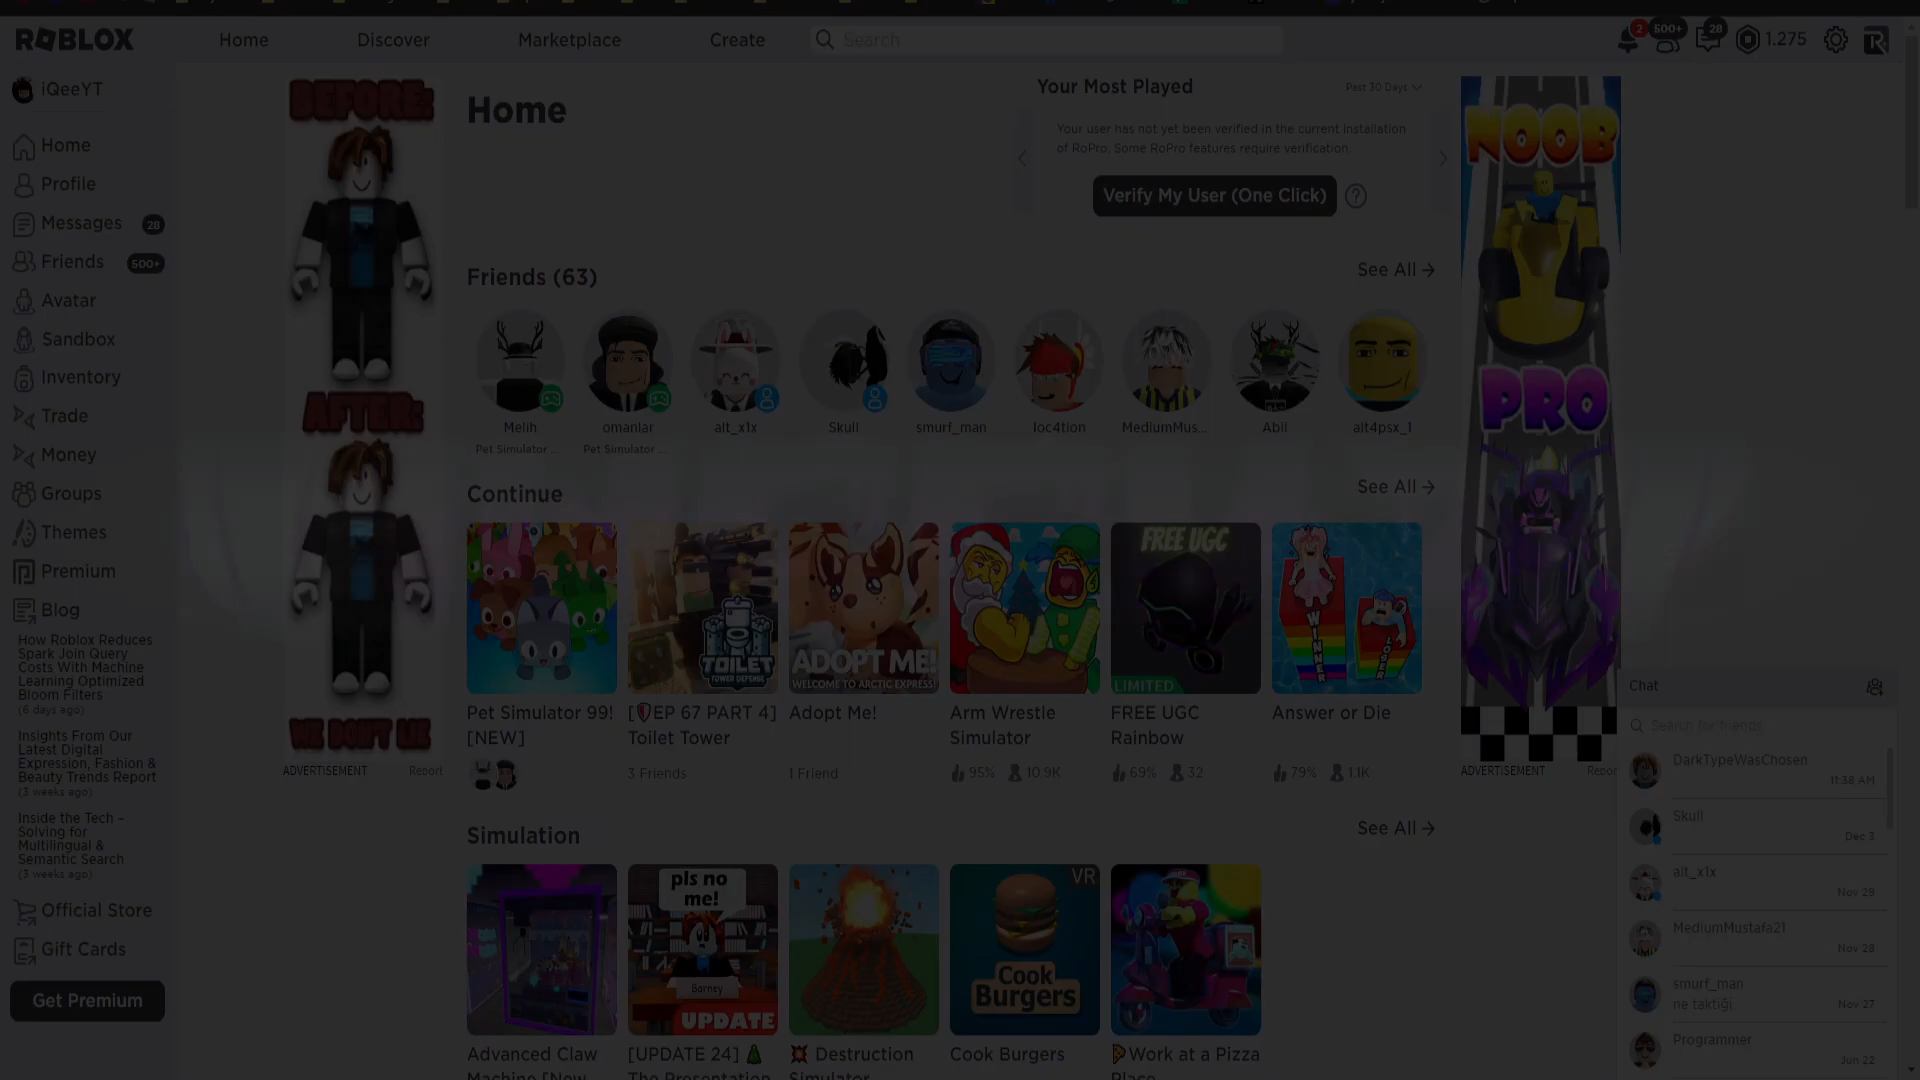 ROBLOX
Home
Discover
Marketplace
Create
Search
2
500+
28
1.275
iQeeYT
Home
Profile
Messages
28
Friends
500+
Avatar
Sandbox
Inventory
Trade
Money
Groups
Themes
Premium
Blog
How Roblox Reduces
Spark Join Query
Costs With Machine
Learning Optimized
Bloom Filters
(6 days ago)
Insights From Our
Latest Digital
Expression, Fashion &
Beauty Trends Report
(3 weeks ago)
Inside the Tech –
Solving for
Multilingual &
Semantic Search
(3 weeks ago)
Official Store
Gift Cards
Get Premium
BEFORE:
AFTER:
WE DON'T LIE
ADVERTISEMENT
Report
Home
Your Most Played
Past 30 Days
Your user has not yet been verified in the current installation
of RoPro. Some RoPro features require verification.
Verify My User (One Click)
?
Friends (63)
See All →
Melih
Pet Simulator ...
omanlar
Pet Simulator ...
alt_x1x
Skull
smurf_man
loc4tion
MediumMus...
Abil
alt4psx_1
Continue
See All →
TOILET
TOWER DEFENSE
ADOPT ME!
WELCOME TO ARCTIC EXPRESS!
FREE UGC
LIMITED
WINNER
LOSER
Pet Simulator 99!
[NEW]
[🛡EP 67 PART 4]
Toilet Tower
3 Friends
Adopt Me!
1 Friend
Arm Wrestle
Simulator
95%
10.9K
FREE UGC
Rainbow
69%
32
Answer or Die
79%
1.1K
Simulation
See All →
pls no
me!
Barney
UPDATE
VR
Cook
Burgers
Advanced Claw
Machine [New
[UPDATE 24] 🎄
The Presentation
💥 Destruction
Simulator
Cook Burgers
🍕Work at a Pizza
Place
NOOB
PRO
ADVERTISEMENT
Repor
Chat
Search for friends
DarkTypeWasChosen
11:38 AM
Skull
Dec 3
alt_x1x
Nov 29
MediumMustafa21
Nov 28
smurf_man
ne taktiği
Nov 27
Programmer
Jun 22